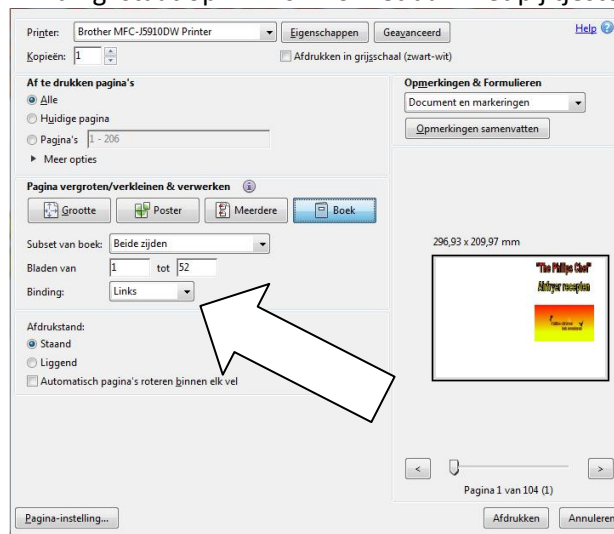 Printer: Brother MFC-J5910DW Printer Eigenschappen Geavanceerd Help
Kopieën: 1 Afdrukken in grijsschaal (zwart-wit)
Af te drukken pagina's
Alle
Huidige pagina
Pagina's 1 - 206
Meer opties
Opmerkingen & Formulieren
Document en markeringen
Opmerkingen samenvatten
Pagina vergroten/verkleinen & verwerken
Grootte Poster Meerdere Boek
Subset van boek: Beide zijden
Bladen van 1 tot 52
Binding: Links
Afdrukstand:
Staand
Liggend
Automatisch pagina's roteren binnen elk vel
296,93 x 209,97 mm
"The Philips Chef"
Airfryer recepten
< >
Pagina 1 van 104 (1)
Pagina-instelling... Afdrukken Annuleren